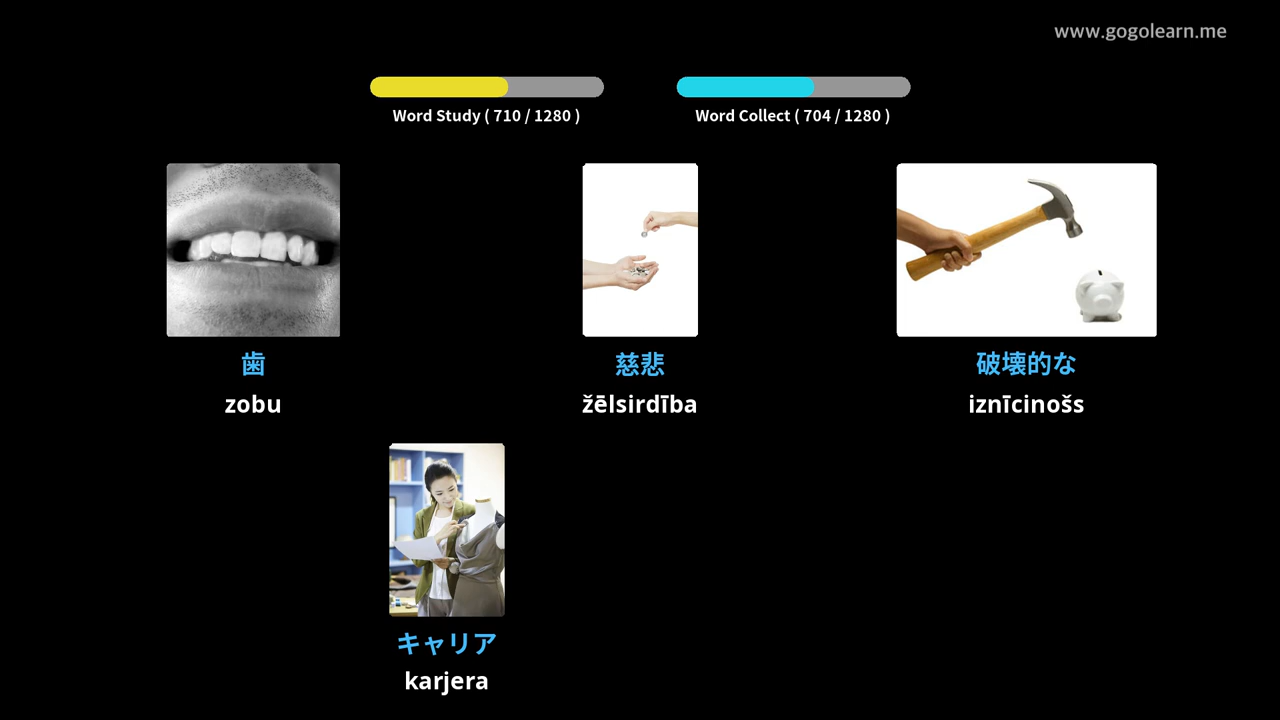 www.gogolearn.me
Word Study ( 710 / 1280 )
Word Collect ( 704 / 1280 )
歯
zobu
慈悲
žēlsirdība
破壊的な
iznīcinošs
キャリア
karjera